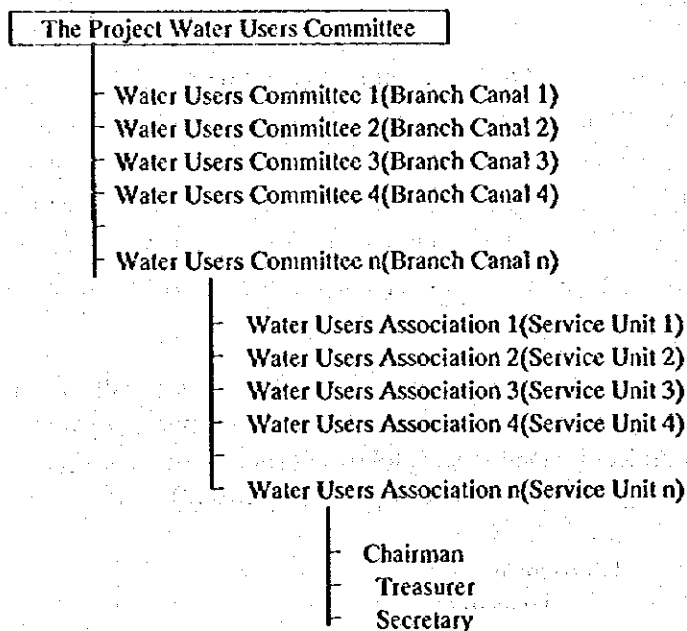 The Project Water Users Committee
Water Users Committee 1(Branch Canal 1)
Water Users Committee 2(Branch Canal 2)
Water Users Committee 3(Branch Canal 3)
Water Users Committee 4(Branch Canal 4)
Water Users Committee n(Branch Canal n)
Water Users Association 1(Service Unit 1)
Water Users Association 2(Service Unit 2)
Water Users Association 3(Service Unit 3)
Water Users Association 4(Service Unit 4)
Water Users Association n(Service Unit n)
Chairman
Treasurer
Secretary